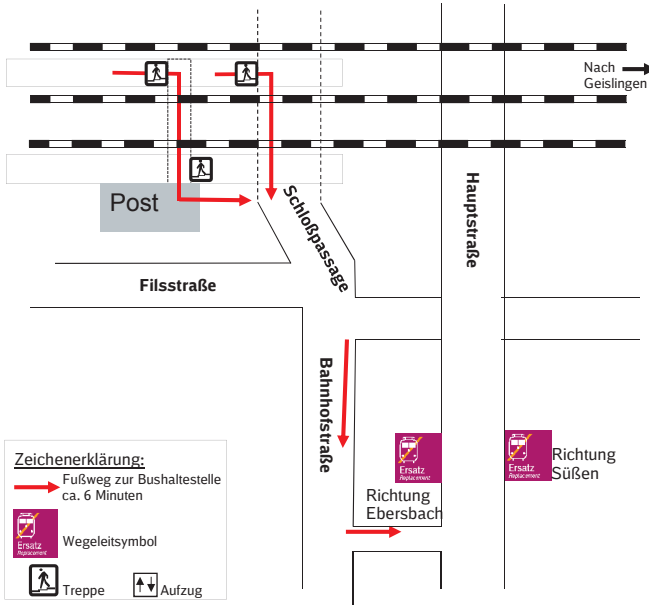 Nach
Geislingen
Post
Schloßpassage
Hauptstraße
Filsstraße
Bahnhofstraße
Ersatz
Replacement
Richtung
Ebersbach
Ersatz
Replacement
Richtung
Süßen
Zeichenerklärung:
Fußweg zur Bushaltestelle
ca. 6 Minuten
Ersatz
Replacement
Wegeleitsymbol
Treppe
Aufzug